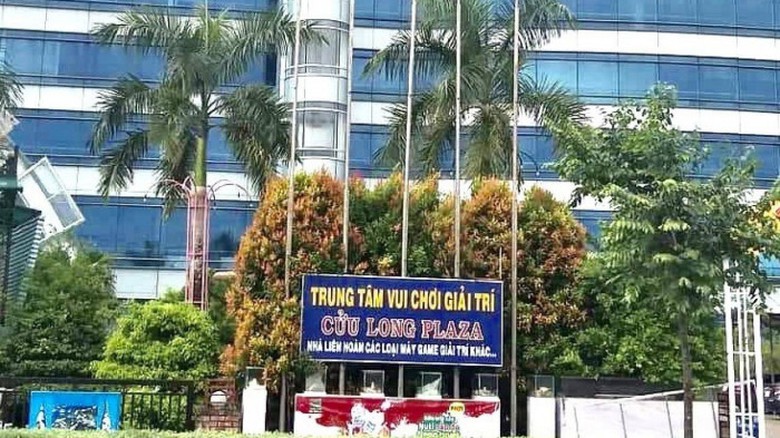 TRUNG TÂM VUI CHƠI GIẢI TRÍ
CỬU LONG PLAZA
NHÀ LIÊN HOÀN CÁC LOẠI MÁY GAME GIẢI TRÍ KHÁC...